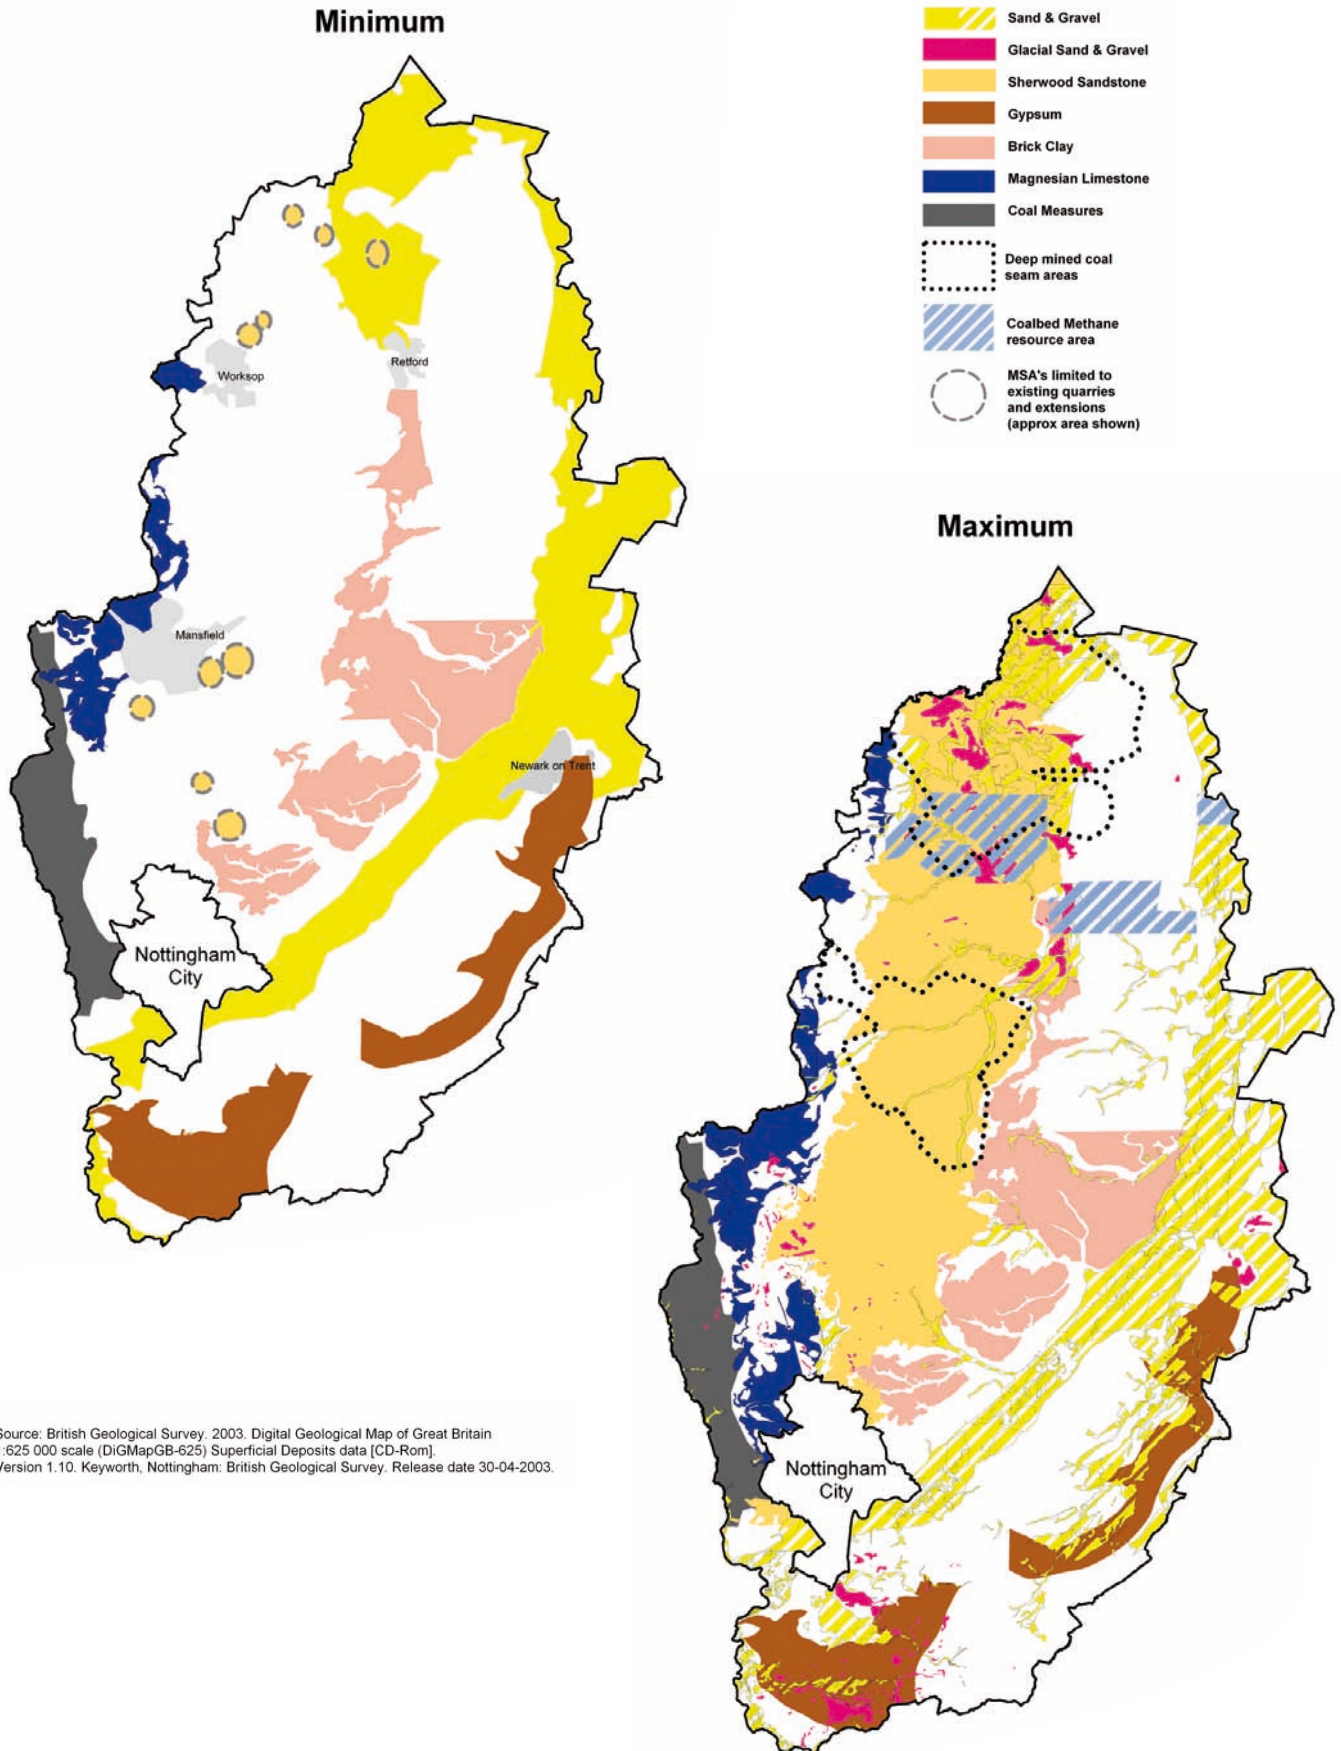 Minimum
Sand & Gravel
Glacial Sand & Gravel
Sherwood Sandstone
Gypsum
Brick Clay
Magnesian Limestone
Coal Measures
Deep mined coal
seam areas
Coalbed Methane
resource area
MSA's limited to
existing quarries
and extensions
(approx area shown)
Worksop
Retford
Mansfield
Newark on Trent
Nottingham
City
Maximum
Nottingham
City
Source: British Geological Survey. 2003. Digital Geological Map of Great Britain
:625 000 scale (DiGMapGB-625) Superficial Deposits data [CD-Rom].
Version 1.10. Keyworth, Nottingham: British Geological Survey. Release date 30-04-2003.